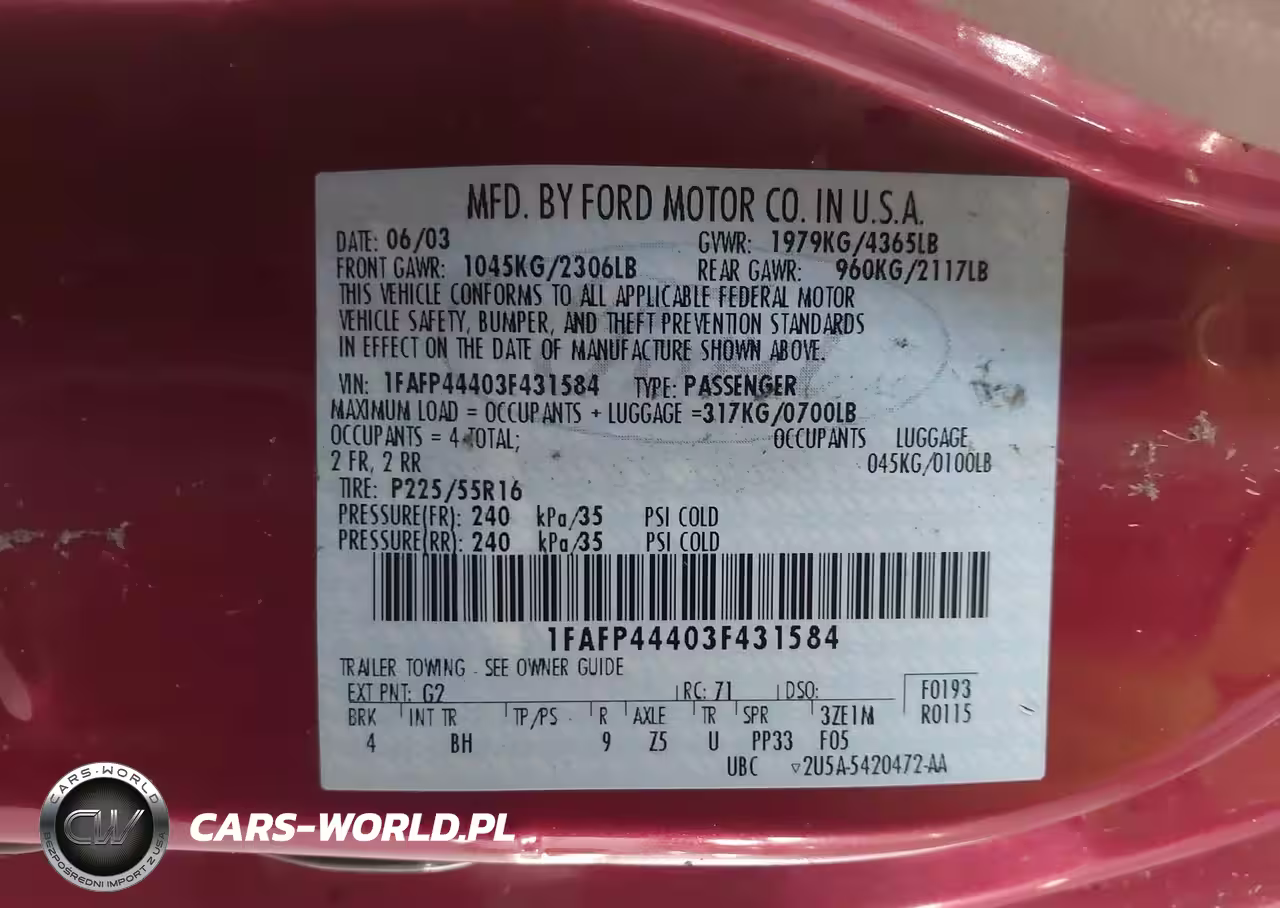 MFD. BY FORD MOTOR CO. IN U.S.A.
DATE: 06/03 GVWR: 1979KG/4365LB
FRONT GAWR: 1045KG/2306LB REAR GAWR: 960KG/2117LB
THIS VEHICLE CONFORMS TO ALL APPLICABLE FEDERAL MOTOR
VEHICLE SAFETY, BUMPER, AND THEFT PREVENTION STANDARDS
IN EFFECT ON THE DATE OF MANUFACTURE SHOWN ABOVE.
VIN: 1FAFP44403F431584 TYPE: PASSENGER
MAXIMUM LOAD = OCCUPANTS + LUGGAGE =317KG/0700LB
OCCUPANTS = 4 TOTAL; OCCUPANTS LUGGAGE
2 FR, 2 RR 045KG/0100LB
TIRE: P225/55R16
PRESSURE(FR): 240 kPa/35 PSI COLD
PRESSURE(RR): 240 kPa/35 PSI COLD
1FAFP44403F431584
TRAILER TOWING - SEE OWNER GUIDE
EXT PNT: G2 RC: 71 DSO: F0193
BRK INT TR TP/PS R AXLE TR SPR 3ZE1M R0115
4 BH 9 Z5 U PP33 F05
UBC ▽2U5A-5420472-AA
CARS-WORLD
CW
BEZPOŚREDNI IMPORT Z USA
CARS-WORLD.PL